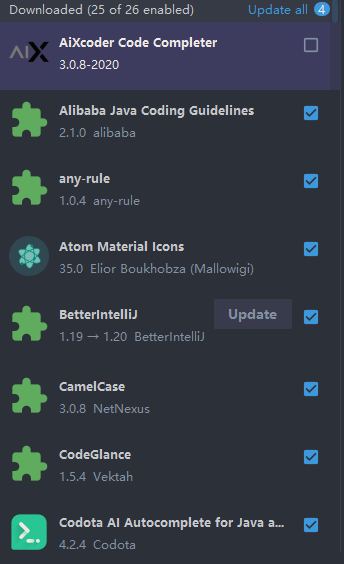 Downloaded (25 of 26 enabled) Update all 4
AiX AiXcoder Code Completer
3.0.8-2020
Alibaba Java Coding Guidelines
2.1.0 alibaba
any-rule
1.0.4 any-rule
Atom Material Icons
35.0 Elior Boukhobza (Mallowigi)
BetterIntelliJ Update
1.19 → 1.20 BetterIntelliJ
CamelCase
3.0.8 NetNexus
CodeGlance
1.5.4 Vektah
Codota AI Autocomplete for Java a...
4.2.4 Codota